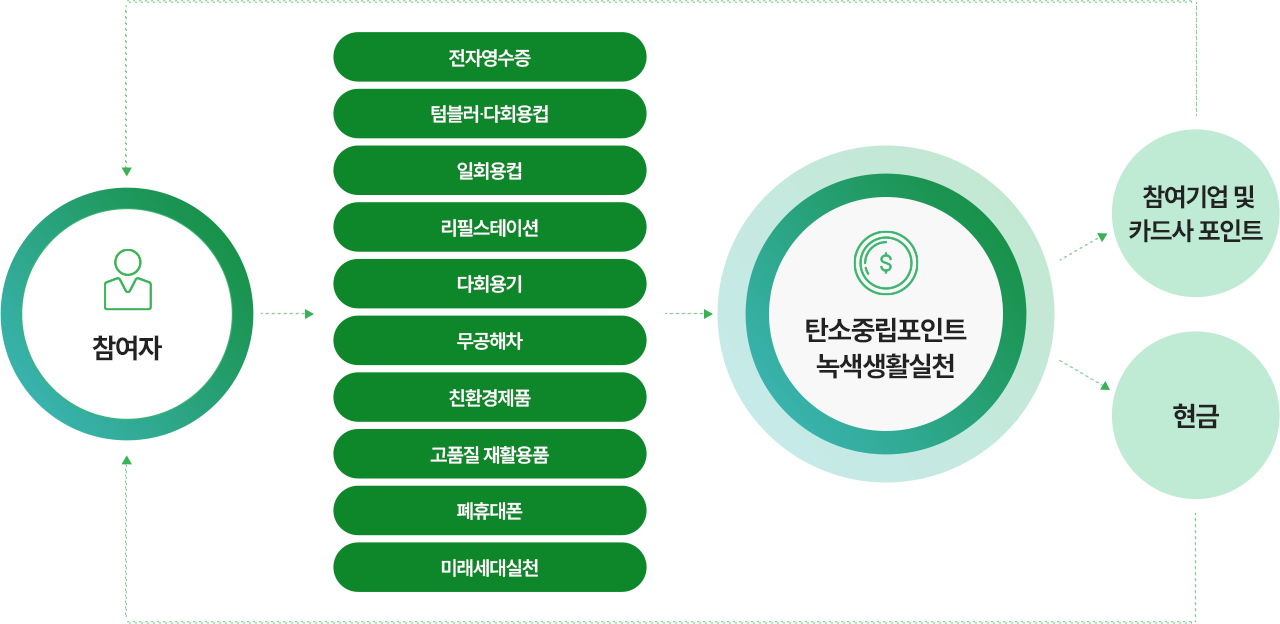 참여자
전자영수증
텀블러·다회용컵
일회용컵
리필스테이션
다회용기
무공해차
친환경제품
고품질 재활용품
폐휴대폰
미래세대실천
$
탄소중립포인트
녹색생활실천
참여기업 및
카드사 포인트
현금